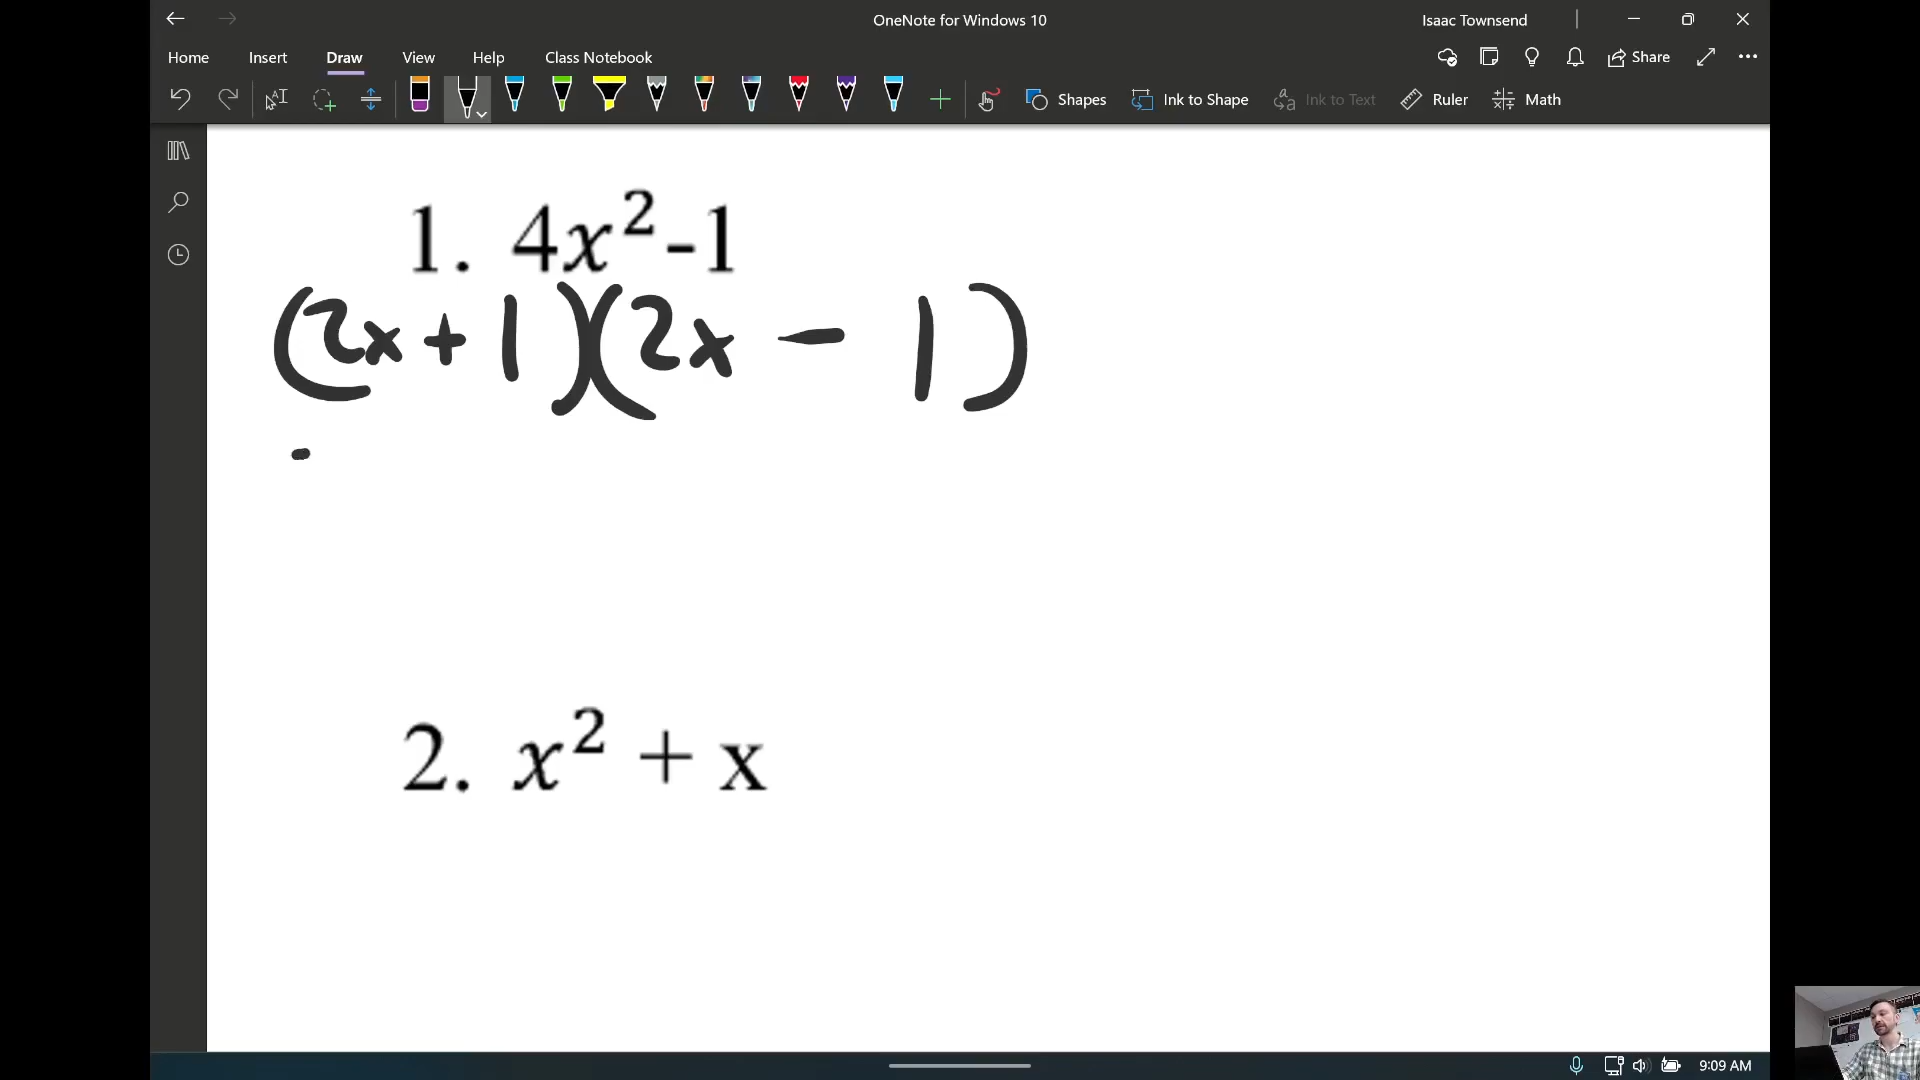 OneNote for Windows 10
Isaac Townsend
Home Insert Draw View Help Class Notebook
Share
Shapes Ink to Shape Ink to Text Ruler Math
1. 4x²-1
(2x + 1)(2x - 1)
-
2. x² + x
9:09 AM